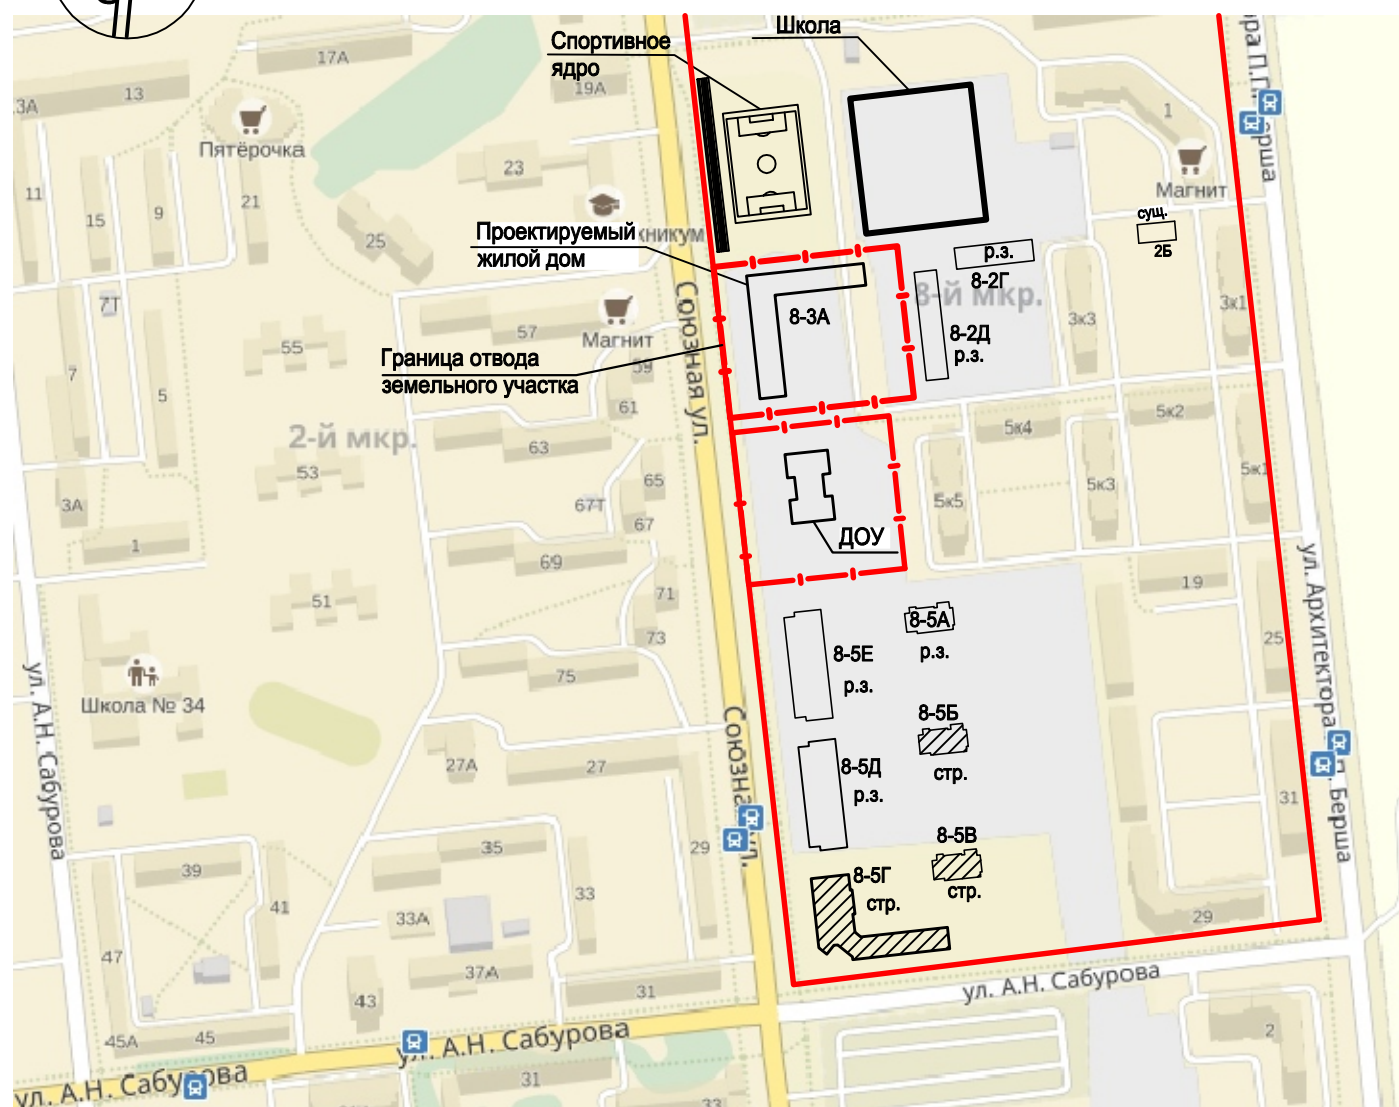 Школа
Спортивное
ядро
17А
19А
13
3А
Пятёрочка
1
Магнит
23
11
15
9
21
25
сущ.
2Б
Проектируемый
жилой дом
никум
р.з.
8-2Г
8-й мкр.
7Т
8-3А
8-2Д
р.з.
3к3
3к1
Союзная ул.
57
Магнит
55
Граница отвода
земельного участка
59
61
7
5
2-й мкр.
63
5к4
5к2
53
65
5к5
5к3
5к1
3А
67Т
67
ДОУ
1
69
19
ул. Архитектора П.П. Берша
51
71
73
8-5А
р.з.
8-5Е
р.з.
25
ул. А.Н. Сабурова
Школа № 34
75
8-5Б
стр.
Союзная ул.
27А
27
8-5Д
р.з.
31
39
35
29
8-5В
стр.
8-5Г
стр.
41
33А
33
29
47
37А
43
31
ул. А.Н. Сабурова
45А
45
ул. А.Н. Сабурова
2
ул. А.Н. Сабурова
31
33